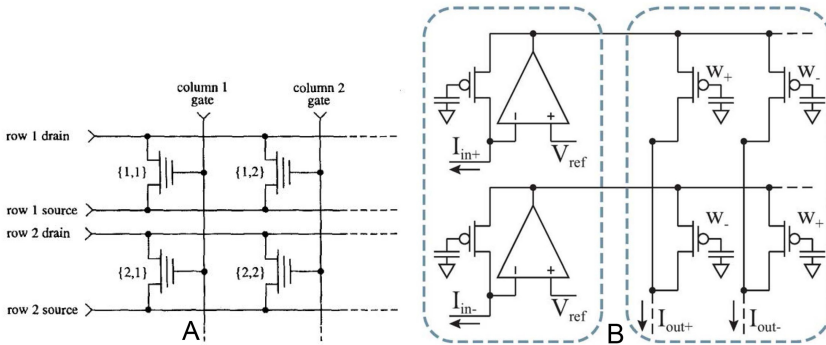 column 1
gate
column 2
gate
row 1 drain
{1,1}
{1,2}
row 1 source
row 2 drain
{2,1}
{2,2}
row 2 source
A
W+
W-
- +
Iin+
Vref
W-
W+
- +
Iin-
Vref
B
Iout+
Iout-